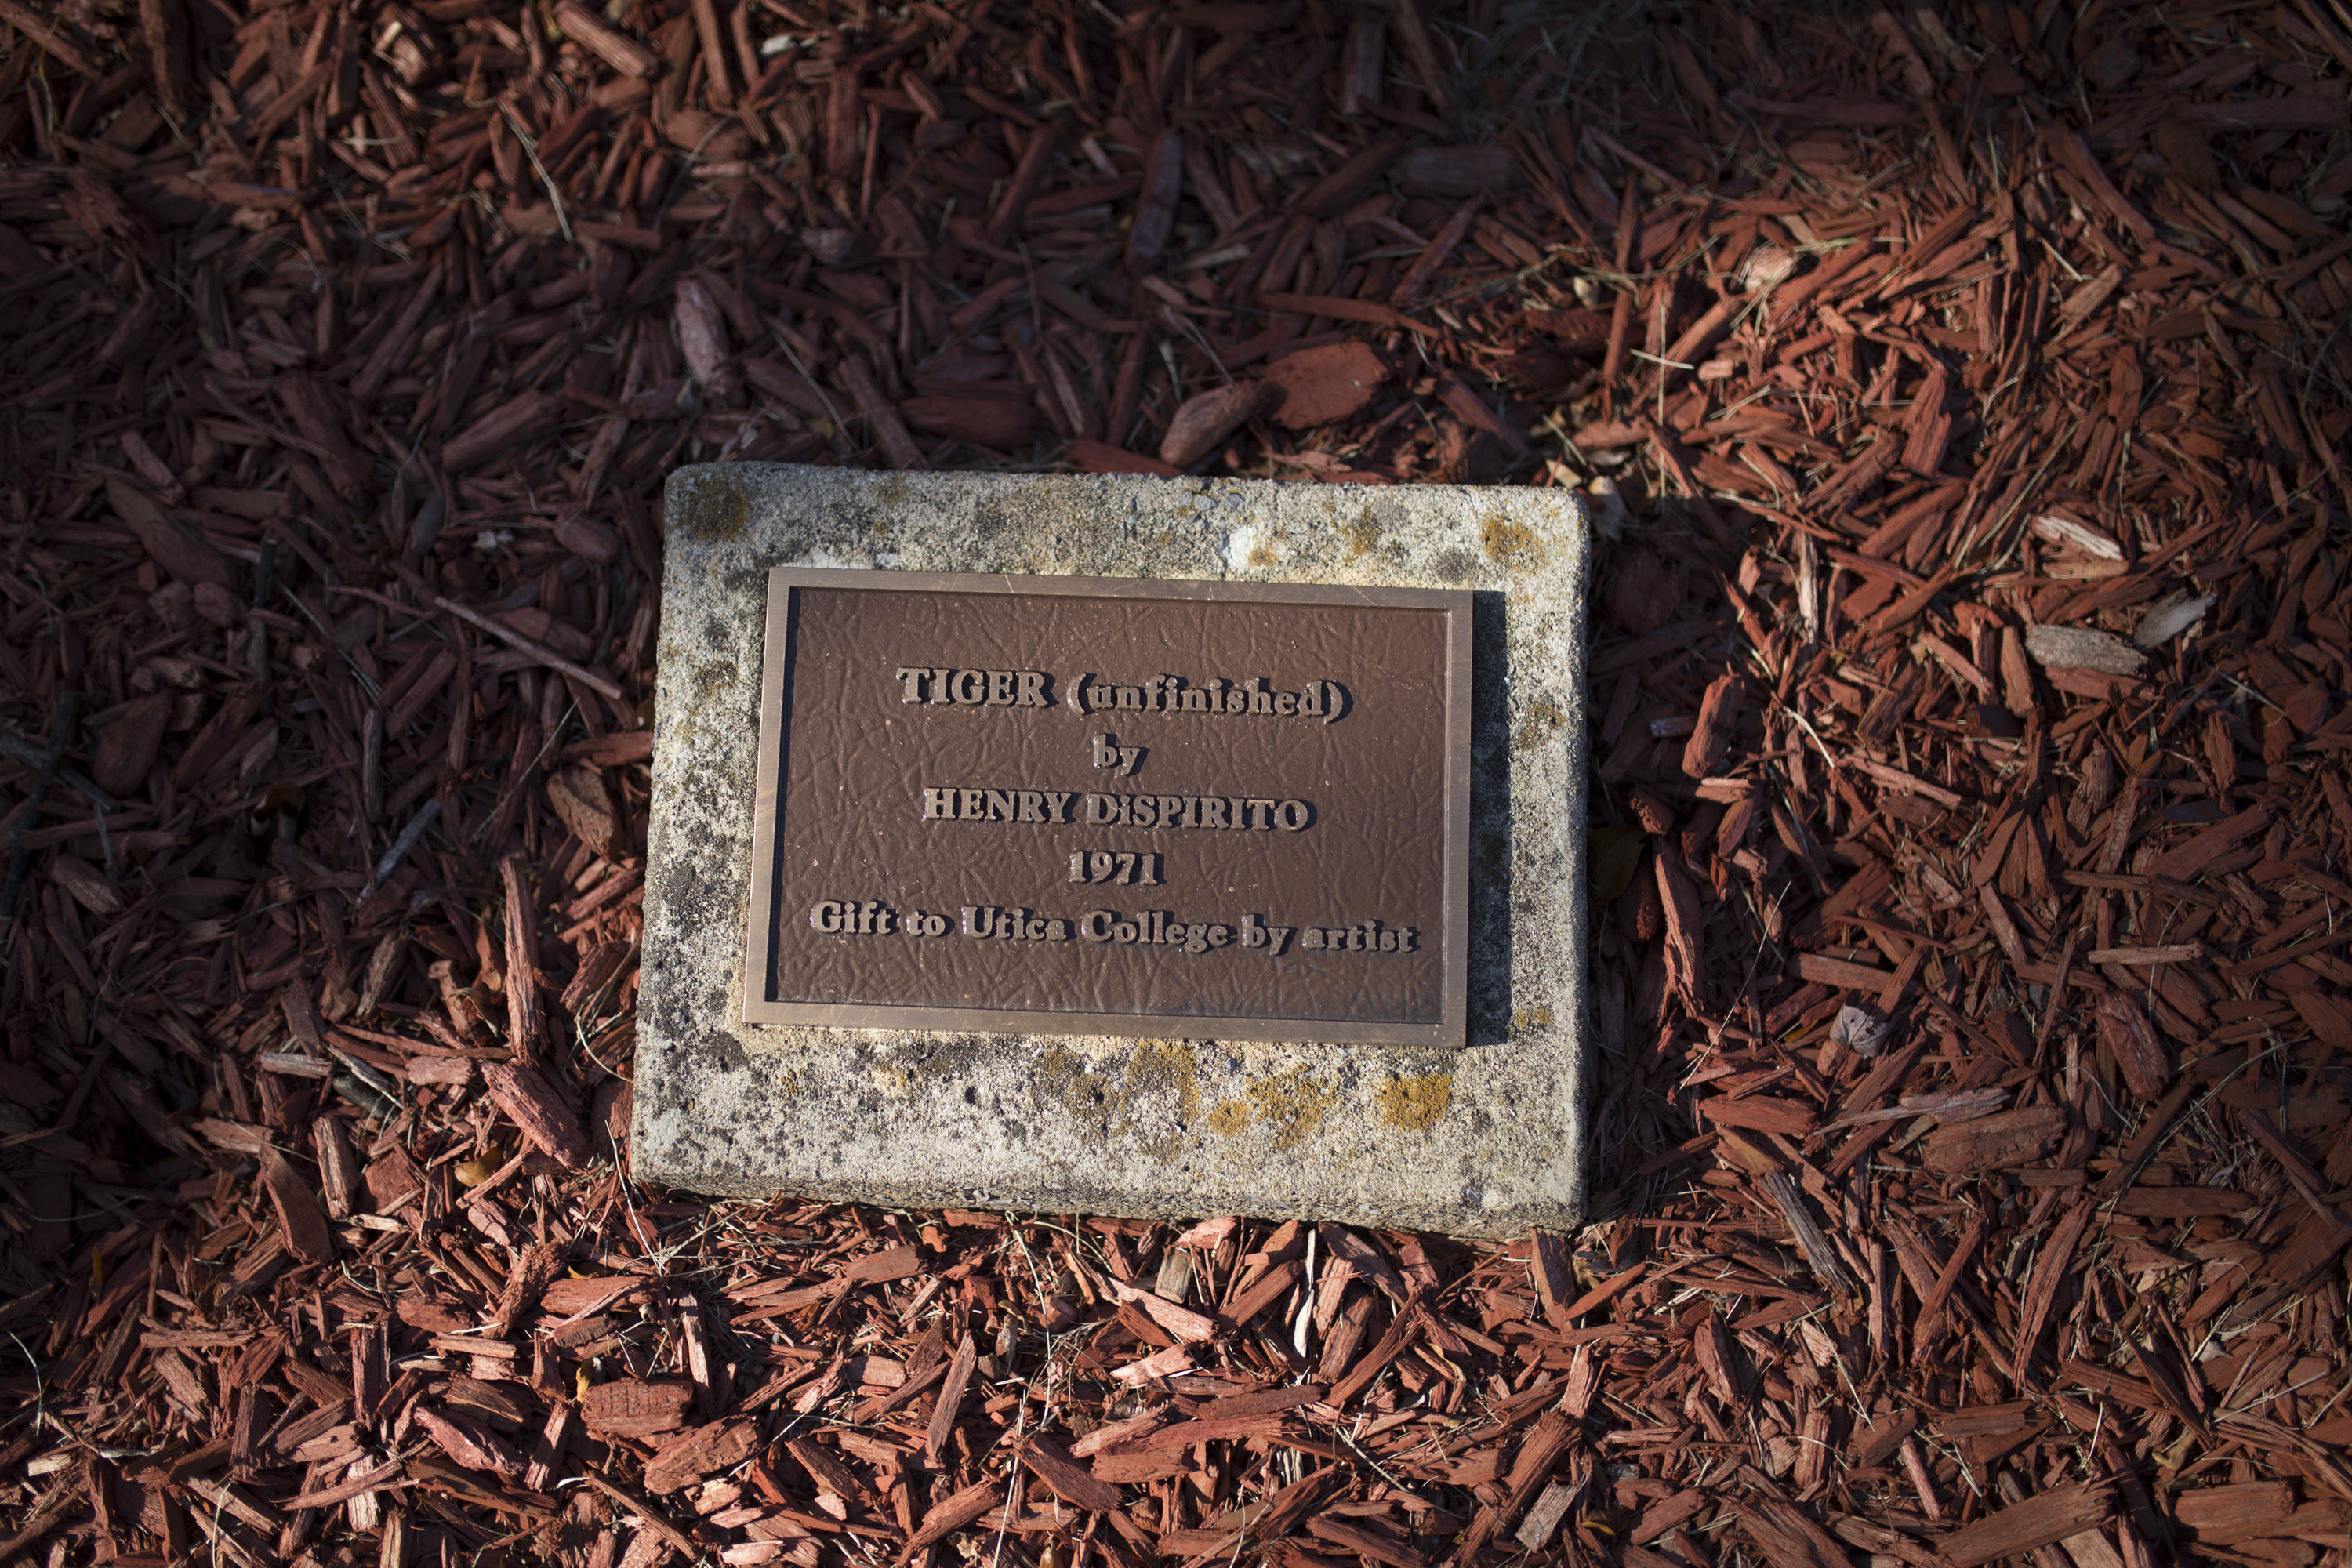 TIGER (unfinished)
by
HENRY DiSPIRITO
1971
Gift to Utica College by artist